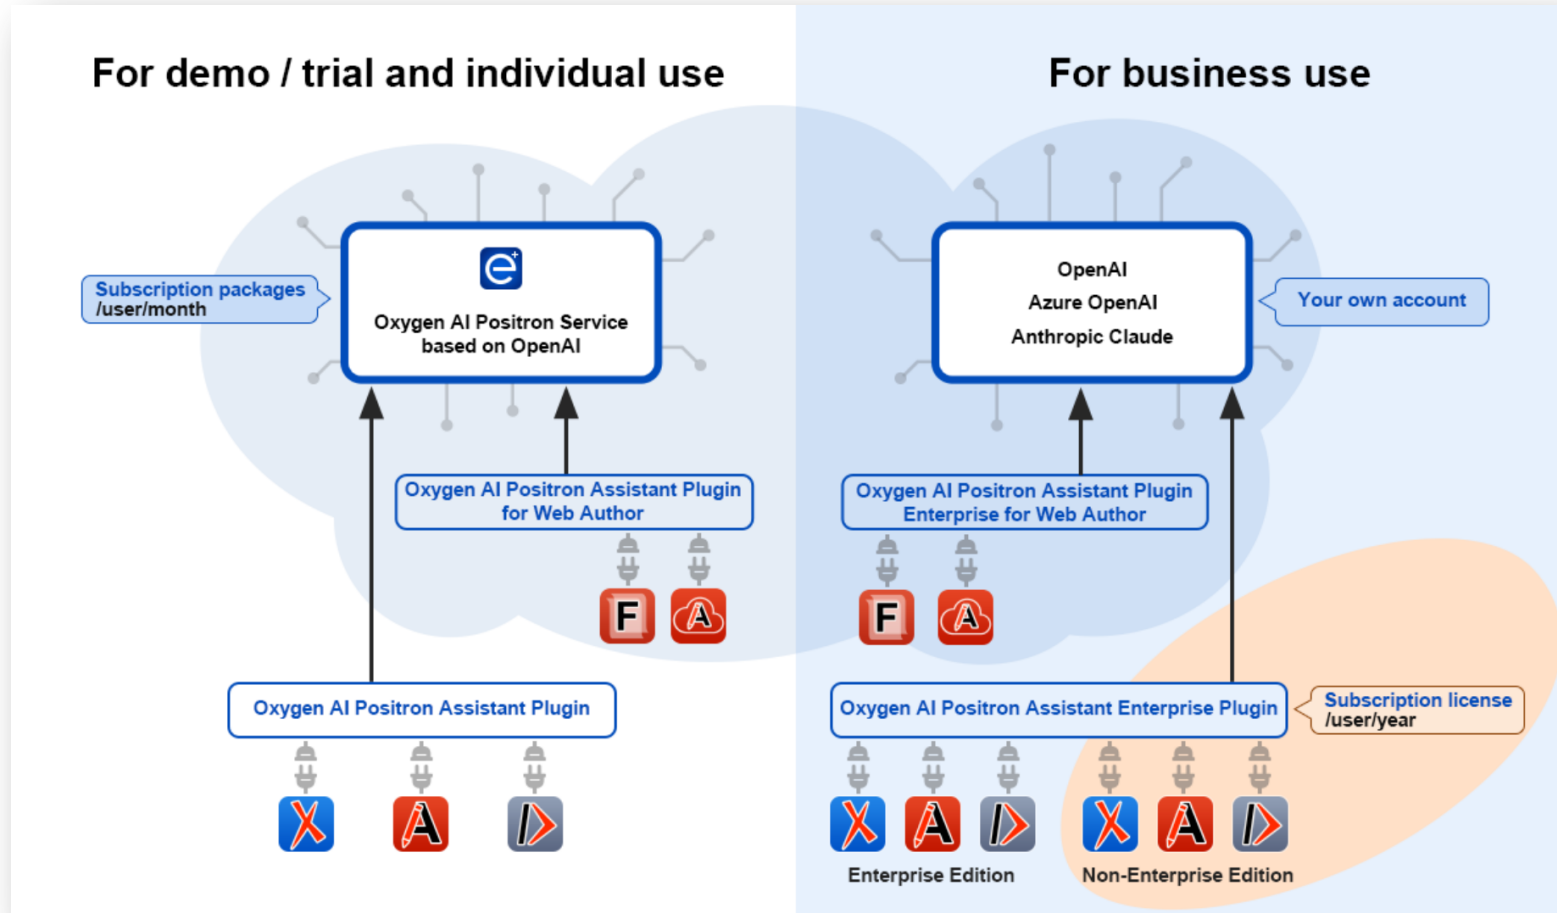 For demo / trial and individual use
For business use
Subscription packages
/user/month
e+
Oxygen AI Positron Service
based on OpenAI
OpenAI
Azure OpenAI
Anthropic Claude
Your own account
Oxygen AI Positron Assistant Plugin
for Web Author
F
A
Oxygen AI Positron Assistant Plugin
Enterprise for Web Author
F
A
Oxygen AI Positron Assistant Plugin
X
A
Oxygen AI Positron Assistant Enterprise Plugin
Subscription license
/user/year
X
A
X
A
Enterprise Edition
Non-Enterprise Edition